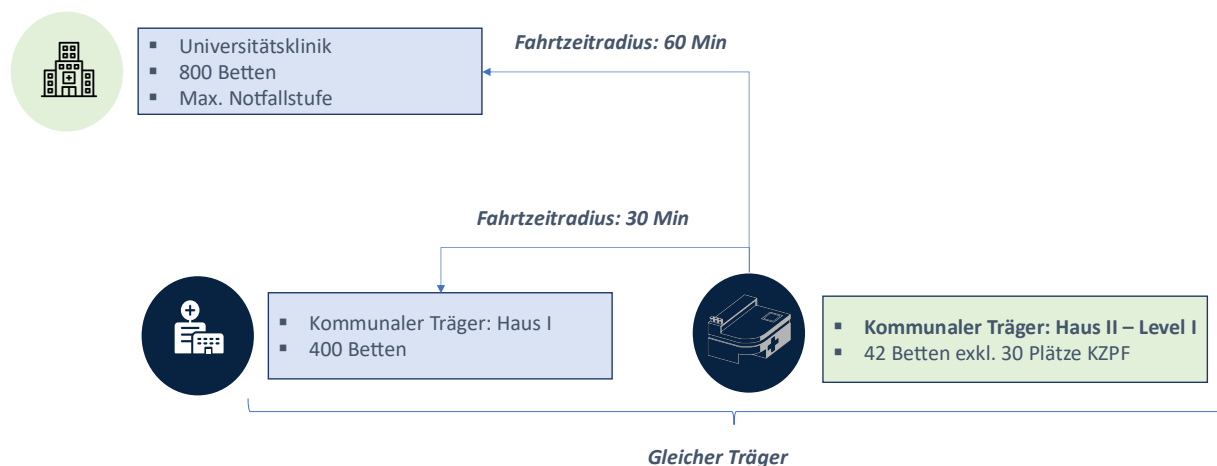 ▪ Universitätsklinik
▪ 800 Betten
▪ Max. Notfallstufe
Fahrtzeitradius: 60 Min
Fahrtzeitradius: 30 Min
▪ Kommunaler Träger: Haus I
▪ 400 Betten
▪ Kommunaler Träger: Haus II – Level I
▪ 42 Betten exkl. 30 Plätze KZPF
Gleicher Träger